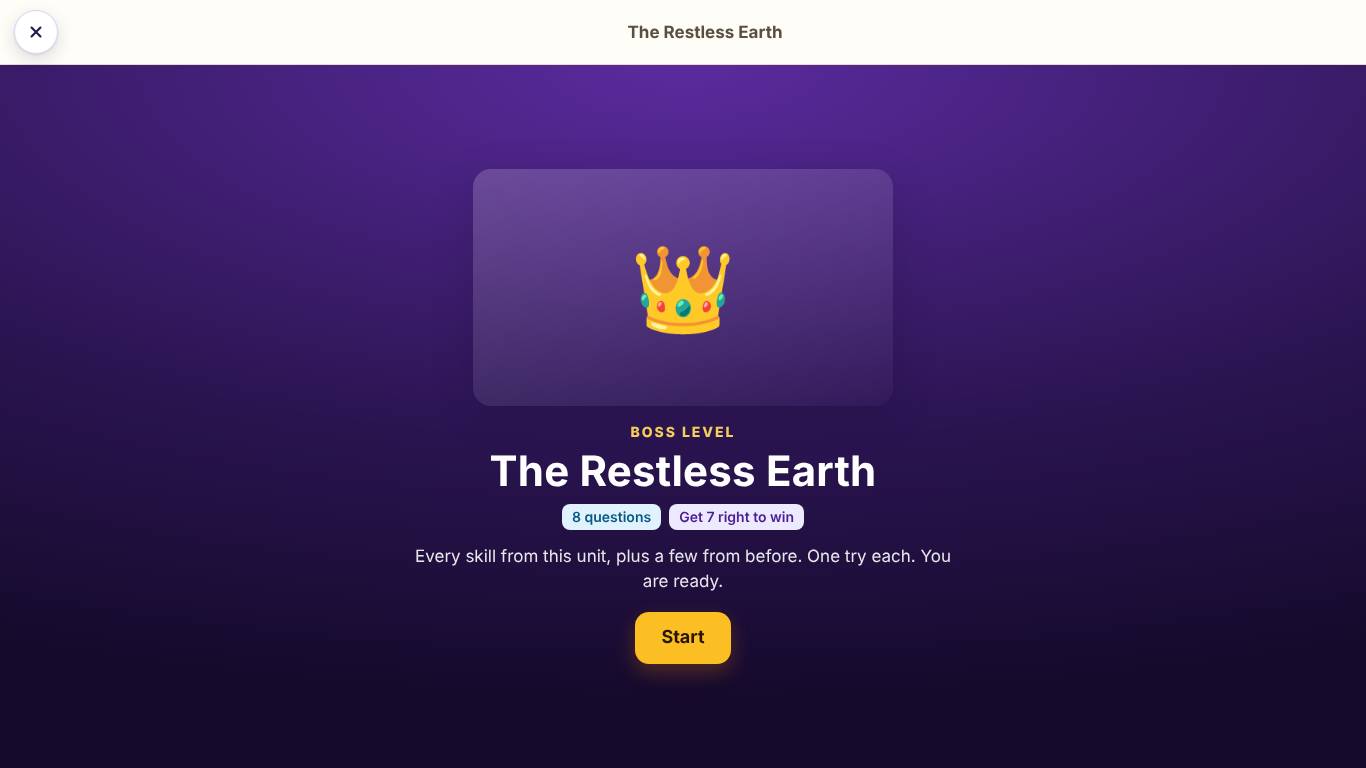 The Restless Earth
BOSS LEVEL
The Restless Earth
8 questions Get 7 right to win
Every skill from this unit, plus a few from before. One try each. You
are ready.
Start